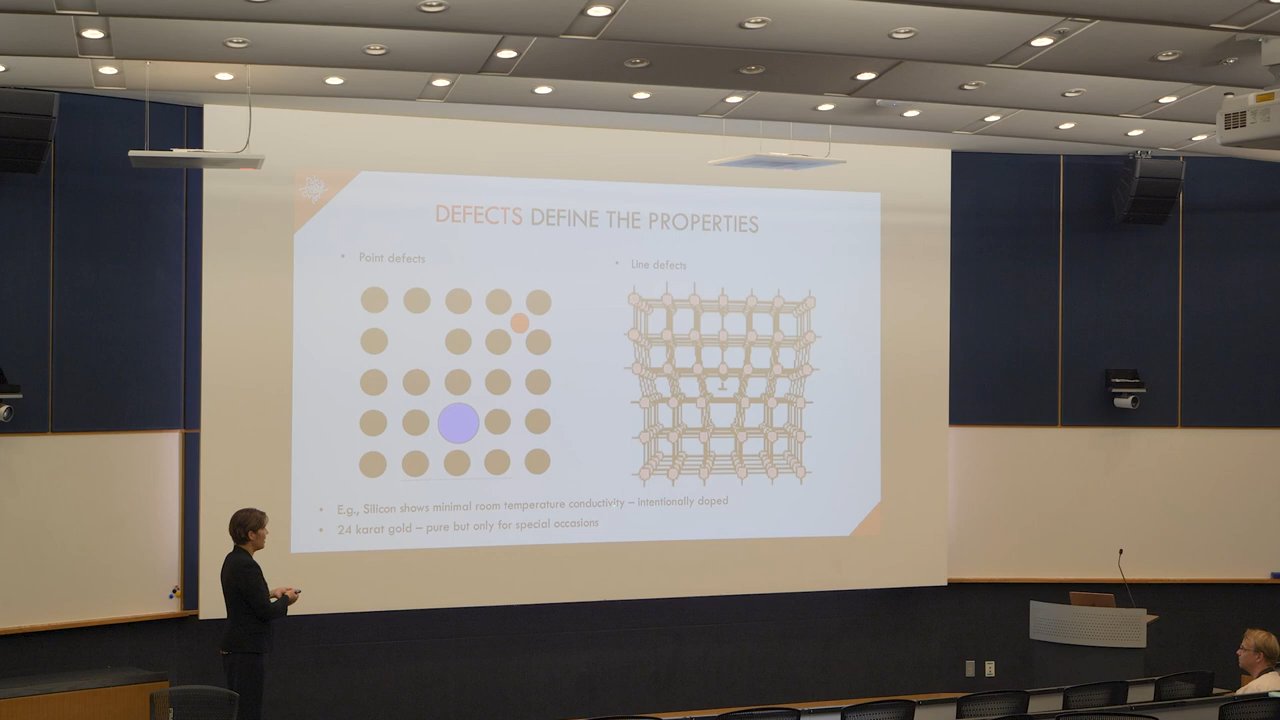 DEFECTS DEFINE THE PROPERTIES
• Point defects
• Line defects
• E.g., Silicon shows minimal room temperature conductivity – intentionally doped
• 24 karat gold – pure but only for special occasions